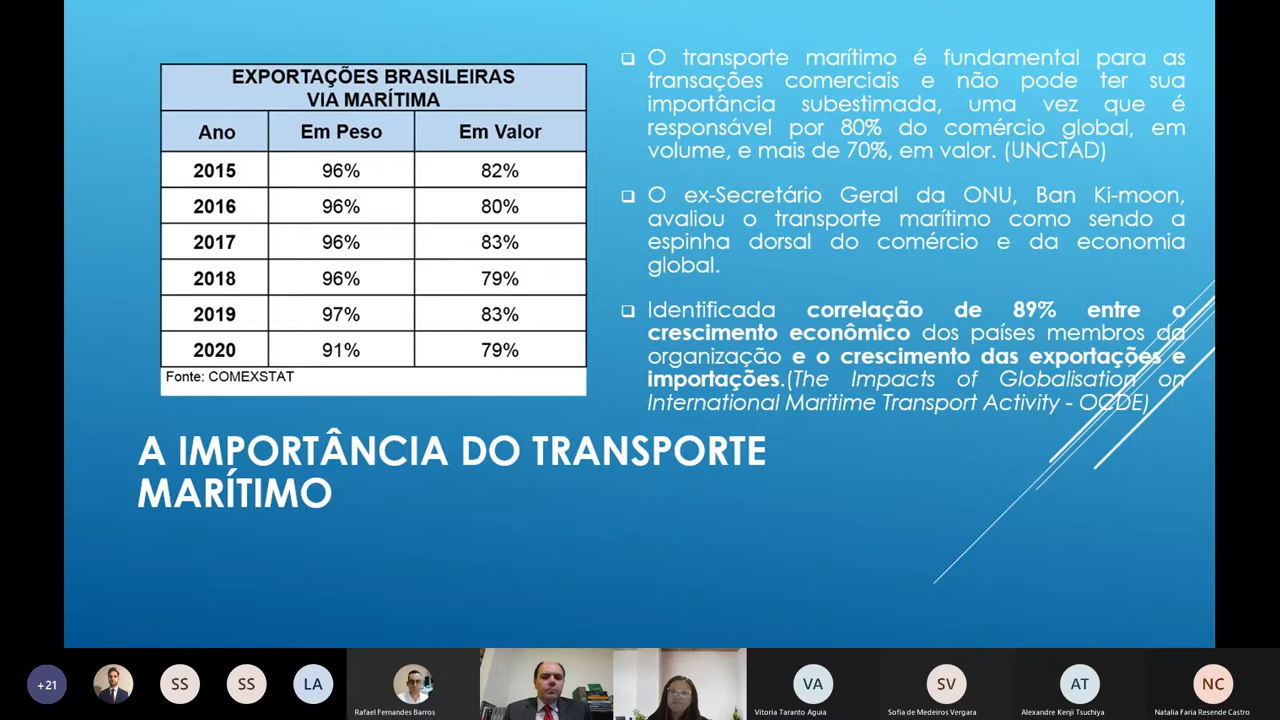 EXPORTAÇÕES BRASILEIRAS
VIA MARÍTIMA
Ano Em Peso Em Valor
2015 96% 82%
2016 96% 80%
2017 96% 83%
2018 96% 79%
2019 97% 83%
2020 91% 79%
Fonte: COMEXSTAT
O transporte marítimo é fundamental para as
transações comerciais e não pode ter sua
importância subestimada, uma vez que é
responsável por 80% do comércio global, em
volume, e mais de 70%, em valor. (UNCTAD)
O ex-Secretário Geral da ONU, Ban Ki-moon,
avaliou o transporte marítimo como sendo a
espinha dorsal do comércio e da economia
global.
Identificada correlação de 89% entre o
crescimento econômico dos países membros da
organização e o crescimento das exportações e
importações.(The Impacts of Globalisation on
International Maritime Transport Activity - OCDE)
A IMPORTÂNCIA DO TRANSPORTE
MARÍTIMO
+21 SS SS LA VA SV AT NC
Rafael Fernandes Barros Vitoria Taranto Aguia Sofia de Medeiros Vergara Alexandre Kenji Tsuchiya Natalia Faria Resende Castro